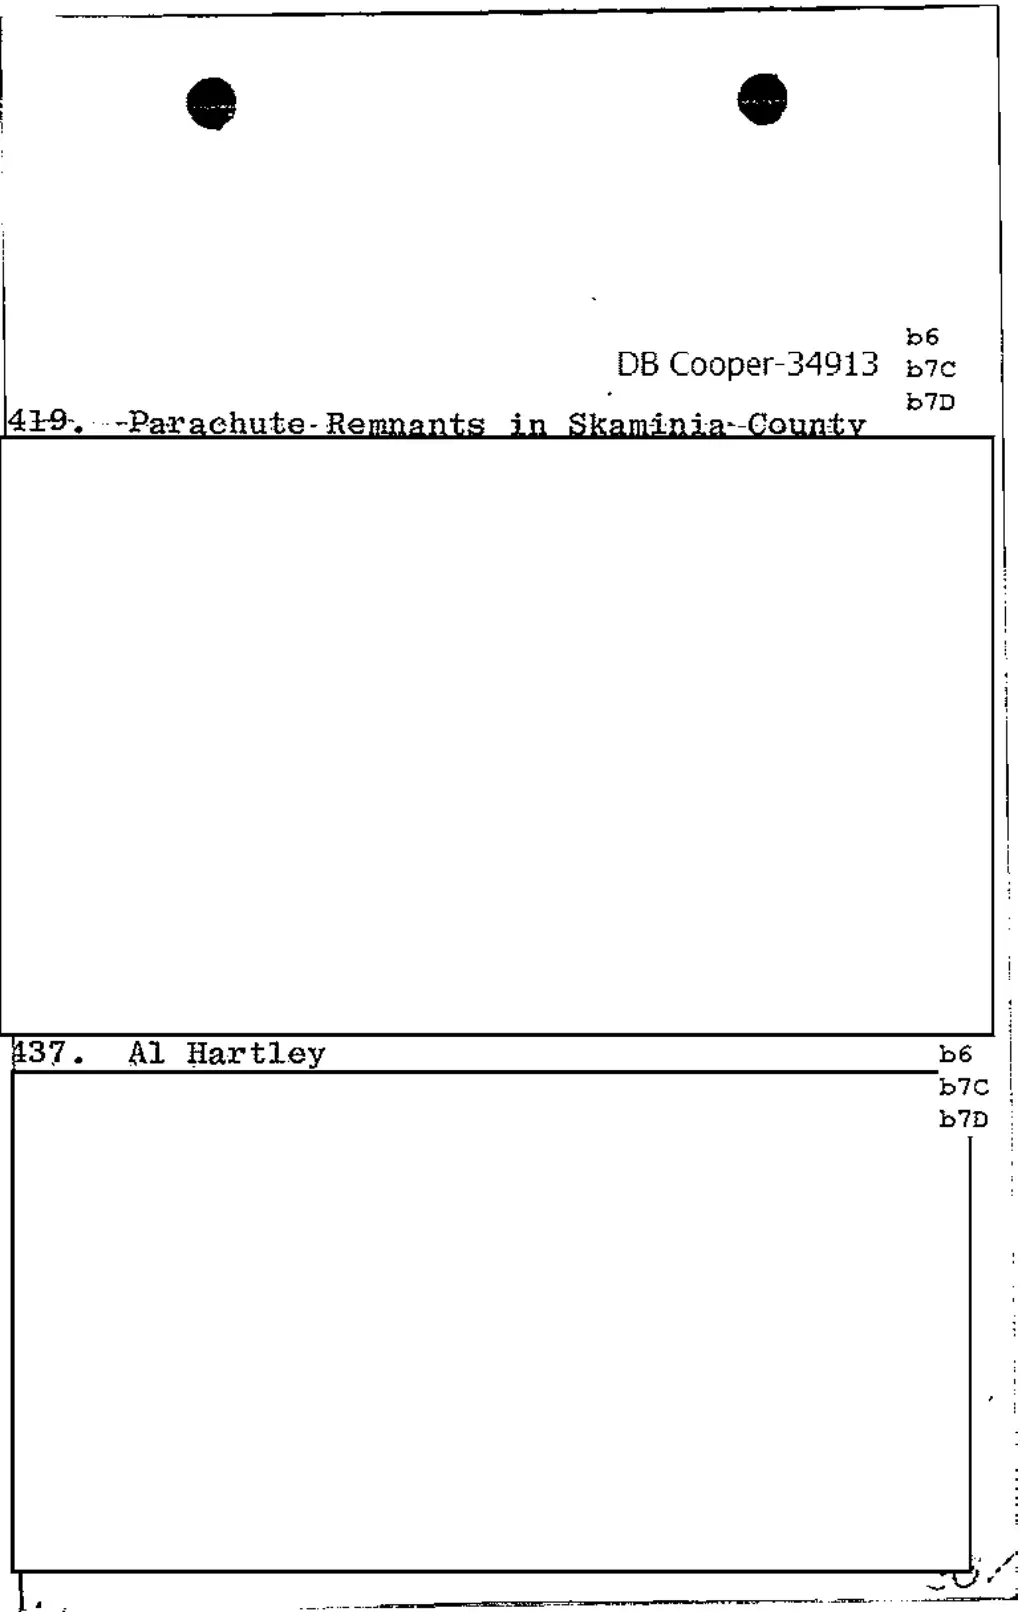 b6
DB Cooper-34913 b7C
b7D
419. Parachute Remnants in Skaminia County
437. Al Hartley b6
b7C
b7D